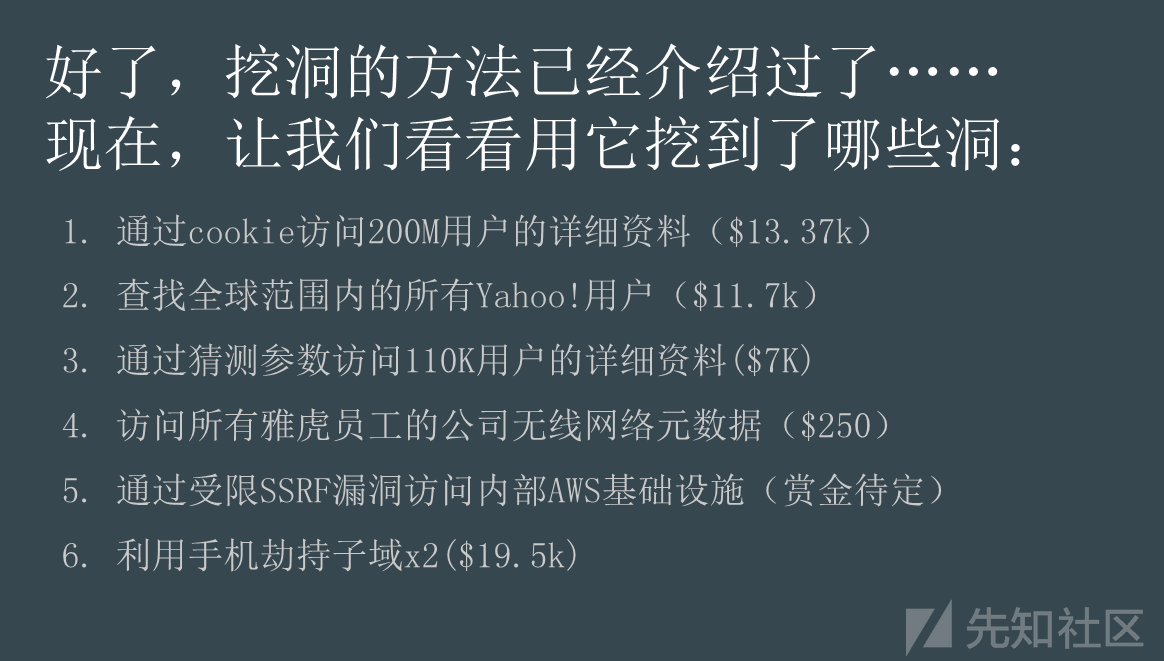 好了，挖洞的方法已经介绍过了……
现在，让我们看看用它挖到了哪些洞：
1. 通过cookie访问200M用户的详细资料（$13.37k）
2. 查找全球范围内的所有Yahoo!用户（$11.7k）
3. 通过猜测参数访问110K用户的详细资料($7K)
4. 访问所有雅虎员工的公司无线网络元数据（$250）
5. 通过受限SSRF漏洞访问内部AWS基础设施（赏金待定）
6. 利用手机劫持子域x2($19.5k)
先知社区